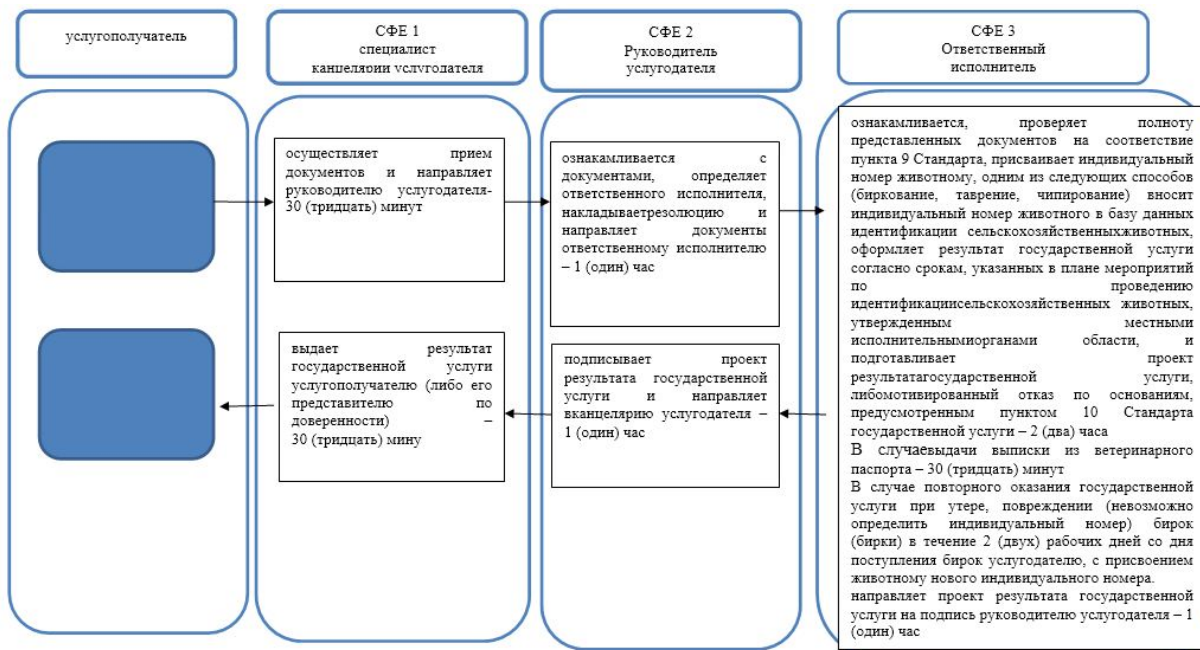 услугополучатель
СФЕ 1
специалист
канцелярии услугодателя
СФЕ 2
Руководитель
услугодателя
СФЕ 3
Ответственный
исполнитель
осуществляет прием
документов и направляет
руководителю услугодателя-
30 (тридцать) минут
ознакамливается с
документами, определяет
ответственного исполнителя,
накладываетрезолюцию и
направляет документы
ответственному исполнителю
– 1 (один) час
ознакамливается, проверяет полноту
представленных документов на соответствие
пункта 9 Стандарта, присваивает индивидуальный
номер животному, одним из следующих способов
(биркование, таврение, чипирование) вносит
индивидуальный номер животного в базу данных
идентификации сельскохозяйственныхживотных,
оформляет результат государственной услуги
согласно срокам, указанных в плане мероприятий
по проведению
идентификациисельскохозяйственных животных,
утвержденным местными
исполнительнымиорганами области, и
подготавливает проект
результатагосударственной услуги,
либомотивированный отказ по основаниям,
предусмотренным пунктом 10 Стандарта
государственной услуги – 2 (два) часа
В случаевыдачи выписки из ветеринарного
паспорта – 30 (тридцать) минут
В случае повторного оказания государственной
услуги при утере, повреждении (невозможно
определить индивидуальный номер) бирок
(бирки) в течение 2 (двух) рабочих дней со дня
поступления бирок услугодателю, с присвоением
животному нового индивидуального номера.
направляет проект результата государственной
услуги на подпись руководителю услугодателя – 1
(один) час
выдает результат
государственной услуги
услугополучателю (либо его
представителю по
доверенности) –
30 (тридцать) мину
подписывает проект
результата государственной
услуги и направляет
вканцелярию услугодателя –
1 (один) час